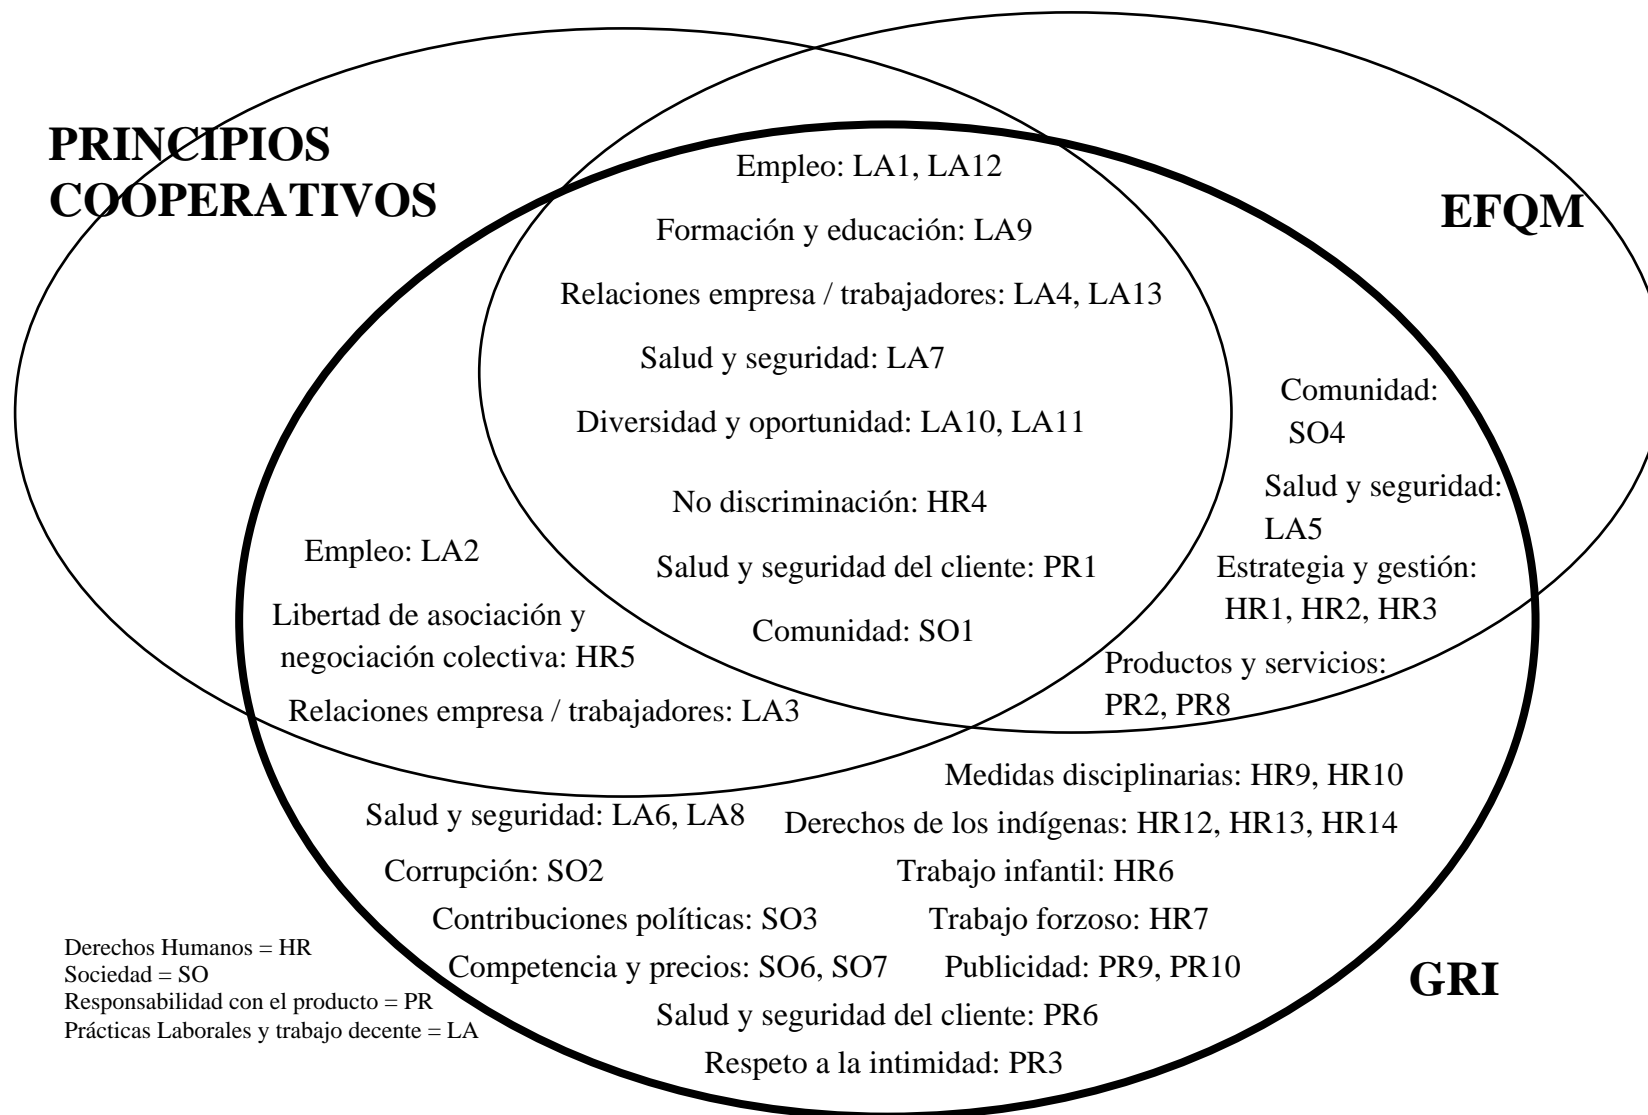 PRINCIPIOS
COOPERATIVOS
EFQM
Empleo: LA1, LA12
Formación y educación: LA9
Relaciones empresa / trabajadores: LA4, LA13
Salud y seguridad: LA7
Diversidad y oportunidad: LA10, LA11
No discriminación: HR4
Salud y seguridad del cliente: PR1
Comunidad: SO1
Comunidad:
SO4
Salud y seguridad:
LA5
Estrategia y gestión:
HR1, HR2, HR3
Productos y servicios:
PR2, PR8
Empleo: LA2
Libertad de asociación y
negociación colectiva: HR5
Relaciones empresa / trabajadores: LA3
Medidas disciplinarias: HR9, HR10
Salud y seguridad: LA6, LA8
Derechos de los indígenas: HR12, HR13, HR14
Corrupción: SO2
Trabajo infantil: HR6
Contribuciones políticas: SO3
Trabajo forzoso: HR7
Competencia y precios: SO6, SO7
Publicidad: PR9, PR10
Salud y seguridad del cliente: PR6
Respeto a la intimidad: PR3
GRI
Derechos Humanos = HR
Sociedad = SO
Responsabilidad con el producto = PR
Prácticas Laborales y trabajo decente = LA